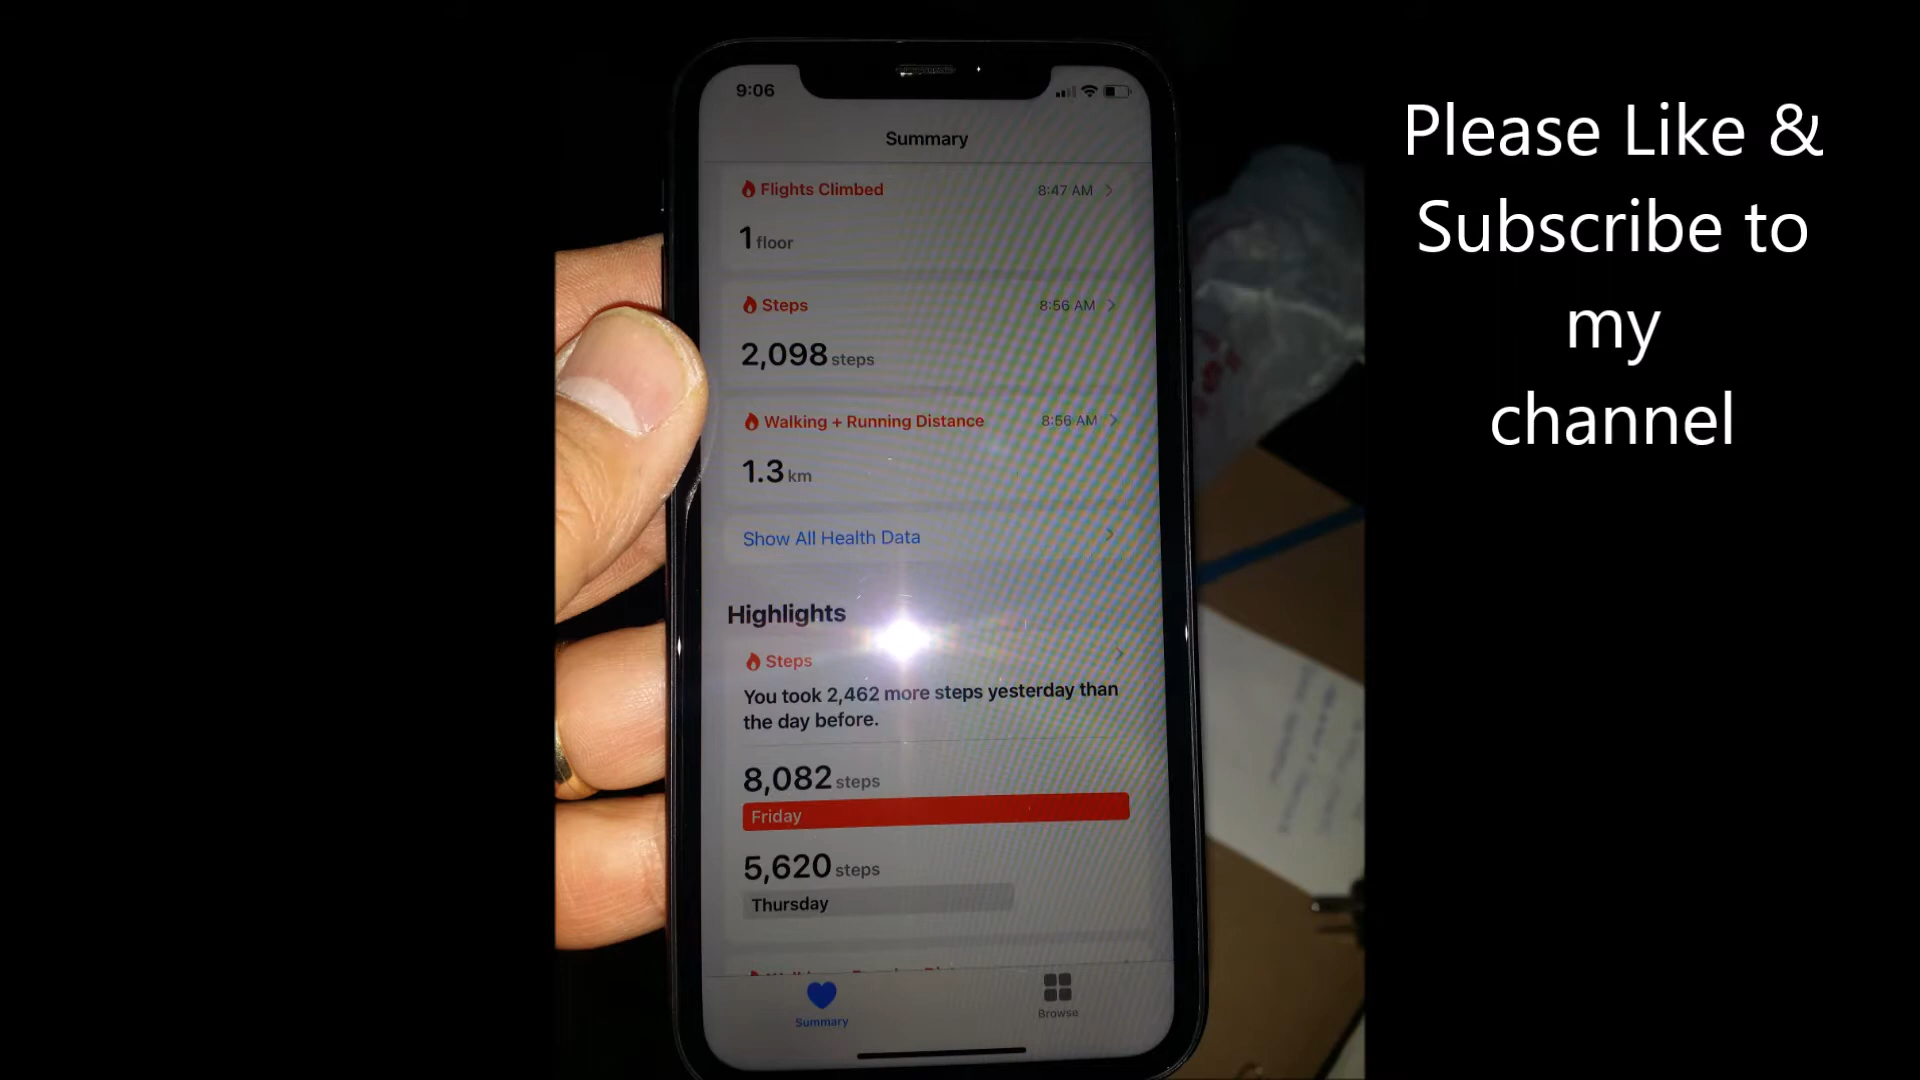 9:06
Summary
Flights Climbed 8:47 AM
1 floor
Steps 8:56 AM
2,098 steps
Walking + Running Distance 8:56 AM
1.3 km
Show All Health Data
Highlights
Steps
You took 2,462 more steps yesterday than
the day before.
8,082 steps
Friday
5,620 steps
Thursday
Summary
Browse
Please Like &
Subscribe to
my
channel